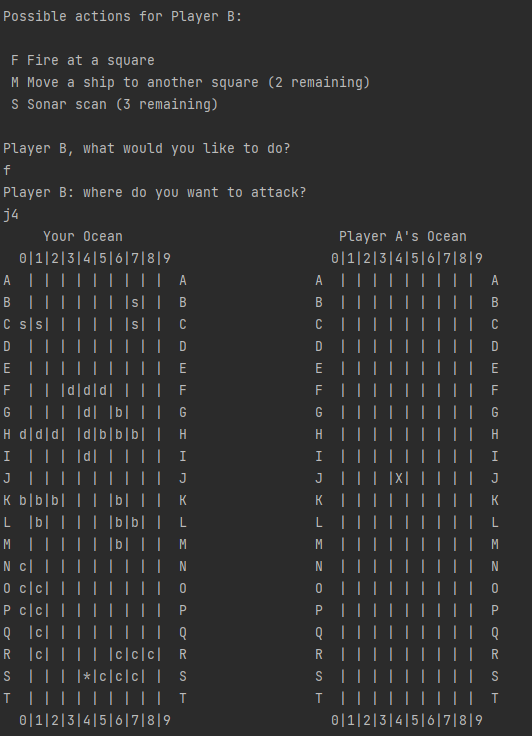 Possible actions for Player B:
F Fire at a square
M Move a ship to another square (2 remaining)
S Sonar scan (3 remaining)
Player B, what would you like to do?
f
Player B: where do you want to attack?
j4
     Your Ocean                           Player A's Ocean
  0|1|2|3|4|5|6|7|8|9                    0|1|2|3|4|5|6|7|8|9
A  | | | | | | | | |  A                A  | | | | | | | | |  A
B  | | | | | | |s| |  B                B  | | | | | | | | |  B
C s|s| | | | | |s| |  C                C  | | | | | | | | |  C
D  | | | | | | | | |  D                D  | | | | | | | | |  D
E  | | | | | | | | |  E                E  | | | | | | | | |  E
F  | | |d|d|d| | | |  F                F  | | | | | | | | |  F
G  | | | |d| |b| | |  G                G  | | | | | | | | |  G
H d|d|d| |d|b|b|b| |  H                H  | | | | | | | | |  H
I  | | | |d| | | | |  I                I  | | | | | | | | |  I
J  | | | | | | | | |  J                J  | | | |X| | | | |  J
K b|b|b| | | |b| | |  K                K  | | | | | | | | |  K
L  |b| | | | |b|b| |  L                L  | | | | | | | | |  L
M  | | | | | |b| | |  M                M  | | | | | | | | |  M
N c| | | | | | | | |  N                N  | | | | | | | | |  N
O c|c| | | | | | | |  O                O  | | | | | | | | |  O
P c|c| | | | | | | |  P                P  | | | | | | | | |  P
Q  |c| | | | | | | |  Q                Q  | | | | | | | | |  Q
R  |c| | | | |c|c|c|  R                R  | | | | | | | | |  R
S  | | | |*|c|c|c| |  S                S  | | | | | | | | |  S
T  | | | | | | | | |  T                T  | | | | | | | | |  T
  0|1|2|3|4|5|6|7|8|9                    0|1|2|3|4|5|6|7|8|9